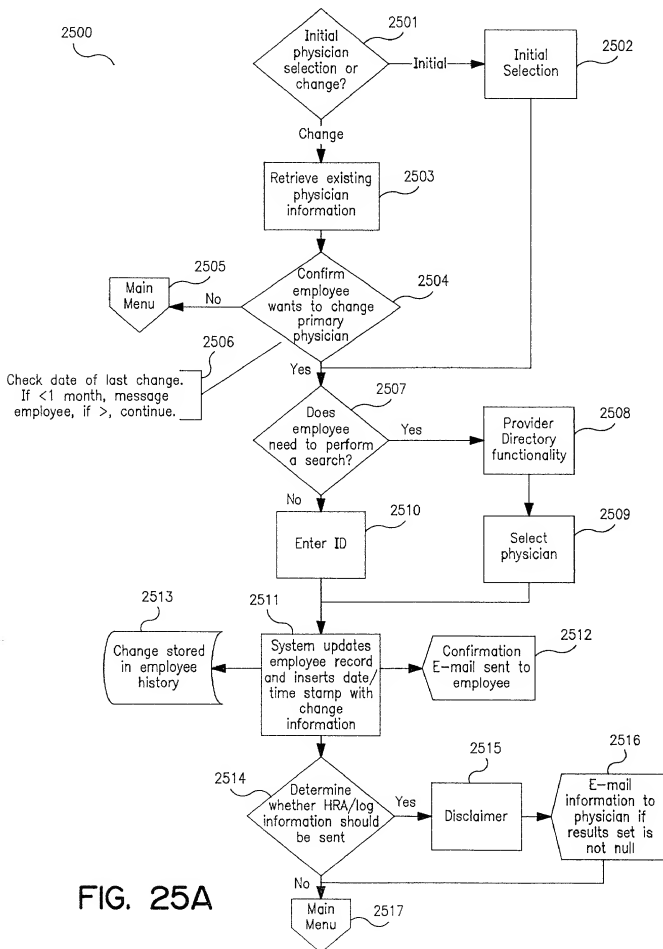 2500
2501
Initial
physician
selection or
change?
Initial
Initial
Selection
2502
Change
Retrieve existing
physician
information
2503
Confirm
employee
wants to change
primary
physician
2504
No
Main
Menu
2505
2506
Check date of last change.
If <1 month, message
employee, if >, continue.
Yes
2507
Does
employee
need to perform
a search?
Yes
Provider
Directory
functionality
2508
No
Enter ID
2510
Select
physician
2509
2511
System updates
employee record
and inserts date/
time stamp with
change
information
2513
Change stored
in employee
history
Confirmation
E-mail sent to
employee
2512
2514
Determine
whether HRA/log
information should
be sent
Yes
2515
Disclaimer
2516
E-mail
information to
physician if
results set is
not null
No
Main
Menu
2517
FIG. 25A